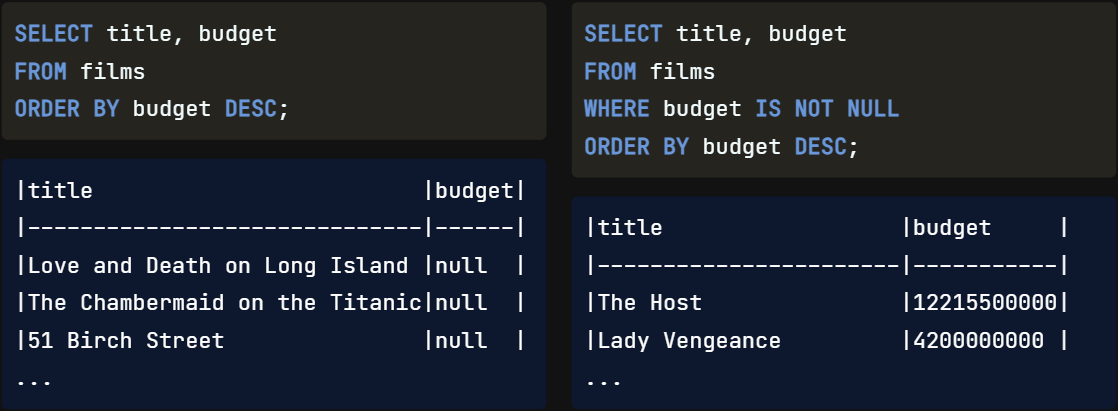 SELECT title, budget
FROM films
ORDER BY budget DESC;
|title                         |budget|
|------------------------------|------|
|Love and Death on Long Island |null  |
|The Chambermaid on the Titanic|null  |
|51 Birch Street               |null  |
...
SELECT title, budget
FROM films
WHERE budget IS NOT NULL
ORDER BY budget DESC;
|title                  |budget     |
|-----------------------|-----------|
|The Host               |12215500000|
|Lady Vengeance         |4200000000 |
...